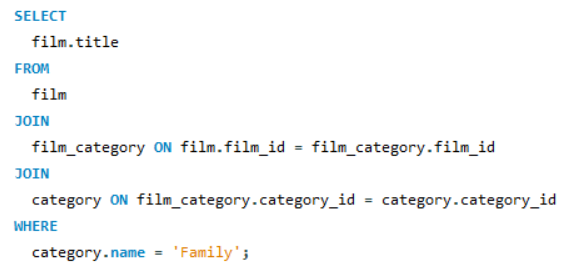 SELECT
film.title
FROM
film
JOIN
film_category ON film.film_id = film_category.film_id
JOIN
category ON film_category.category_id = category.category_id
WHERE
category.name = 'Family';